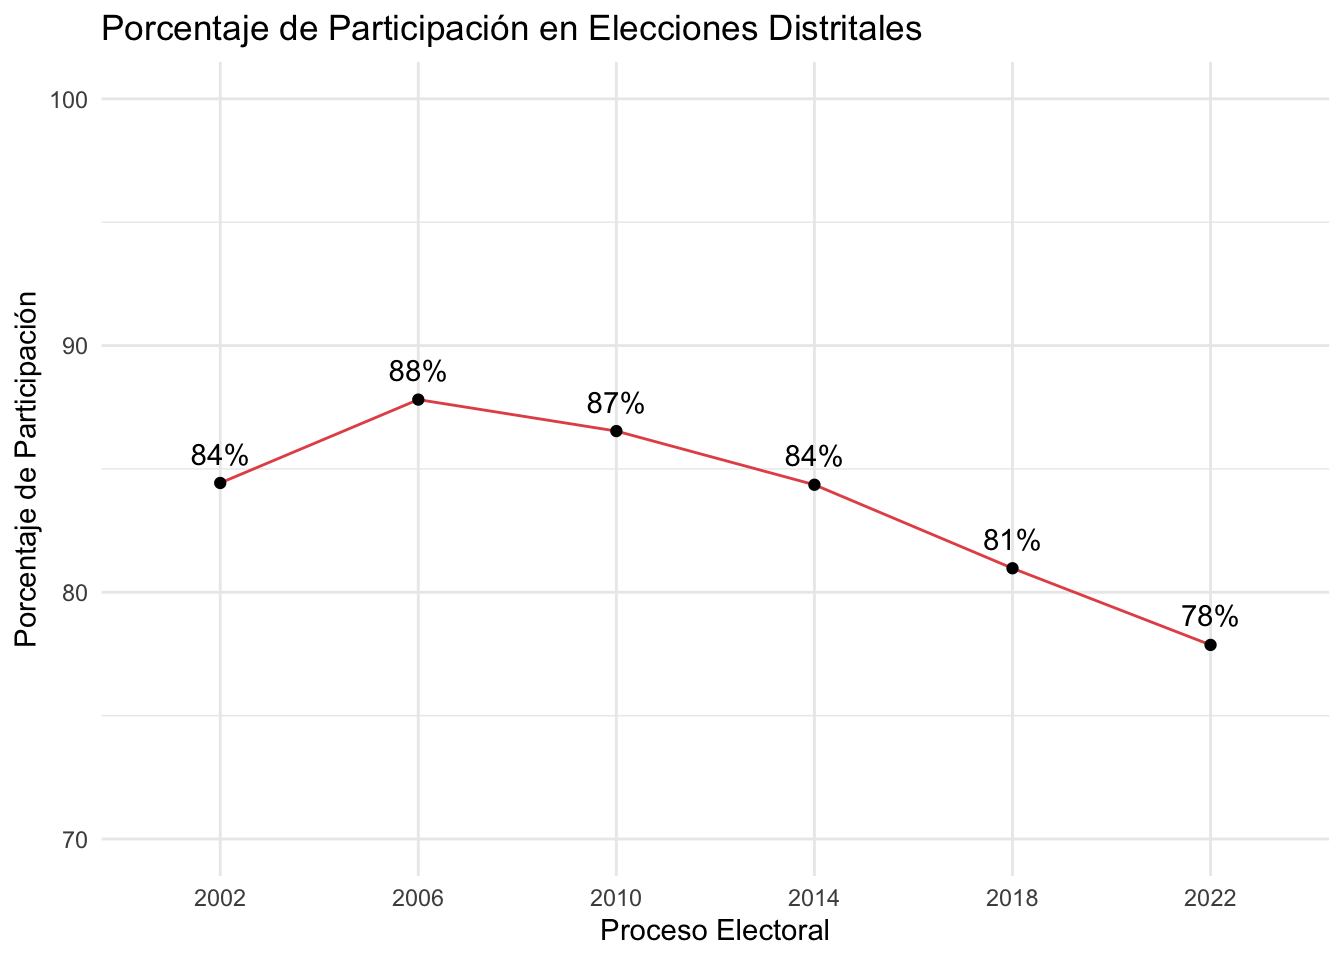 Porcentaje de Participación en Elecciones Distritales
Porcentaje de Participación
100
90
80
70
84%
88%
87%
84%
81%
78%
2002 2006 2010 2014 2018 2022
Proceso Electoral